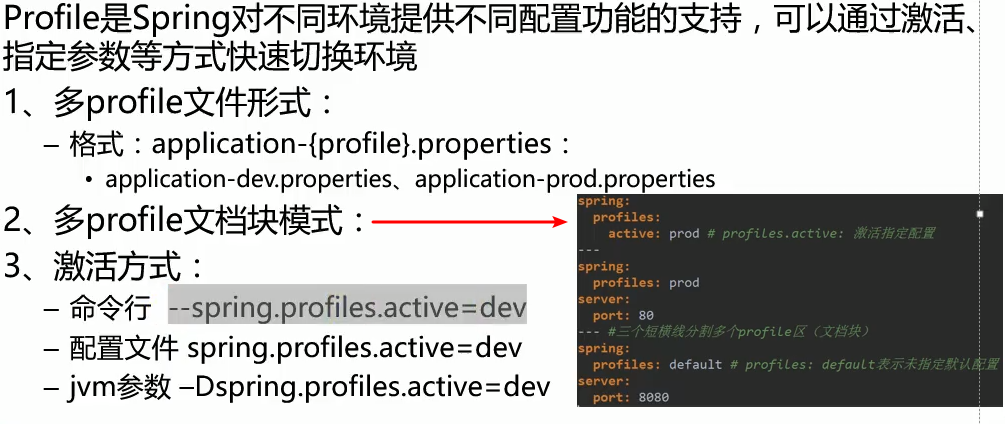 Profile是Spring对不同环境提供不同配置功能的支持，可以通过激活、
指定参数等方式快速切换环境
1、多profile文件形式：
– 格式：application-{profile}.properties：
• application-dev.properties、application-prod.properties
2、多profile文档块模式：
3、激活方式：
– 命令行 --spring.profiles.active=dev
– 配置文件 spring.profiles.active=dev
– jvm参数 –Dspring.profiles.active=dev
spring:
profiles:
active: prod # profiles.active: 激活指定配置
---
spring:
profiles: prod
server:
port: 80
--- #三个短横线分割多个profile区（文档块）
spring:
profiles: default # profiles: default表示未指定默认配置
server:
port: 8080